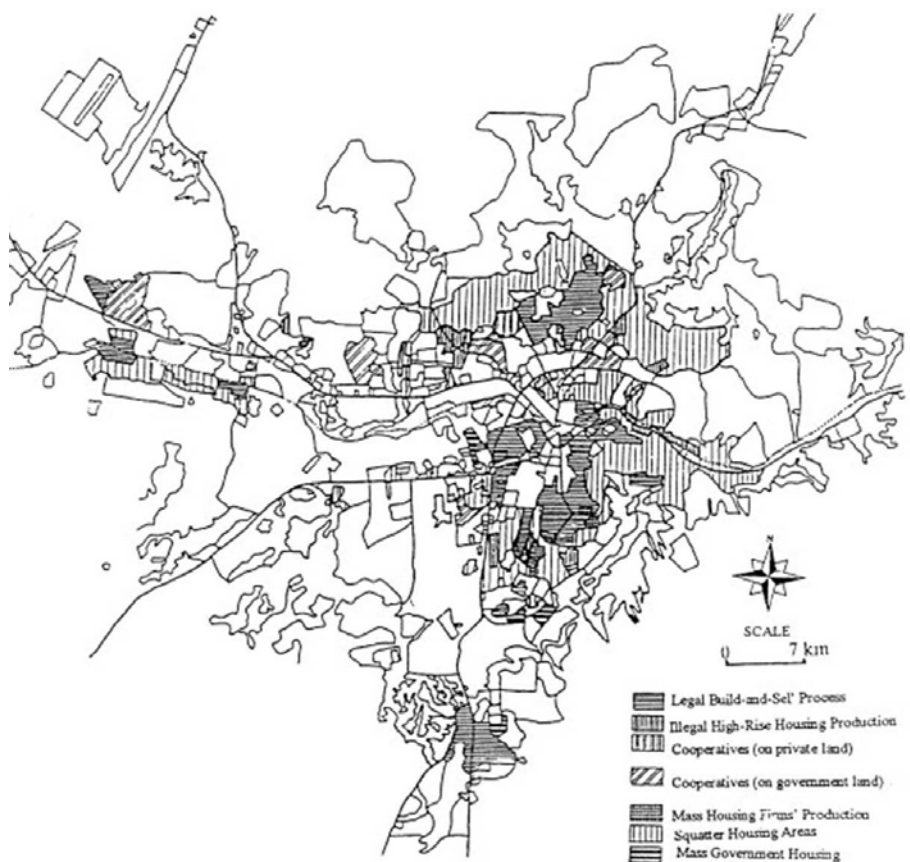 N
SCALE
0 7 km
Legal Build-and-Sel' Process
Illegal High-Rise Housing Production
Cooperatives (on private land)
Cooperatives (on government land)
Mass Housing Firms' Production
Squatter Housing Areas
Mass Government Housing